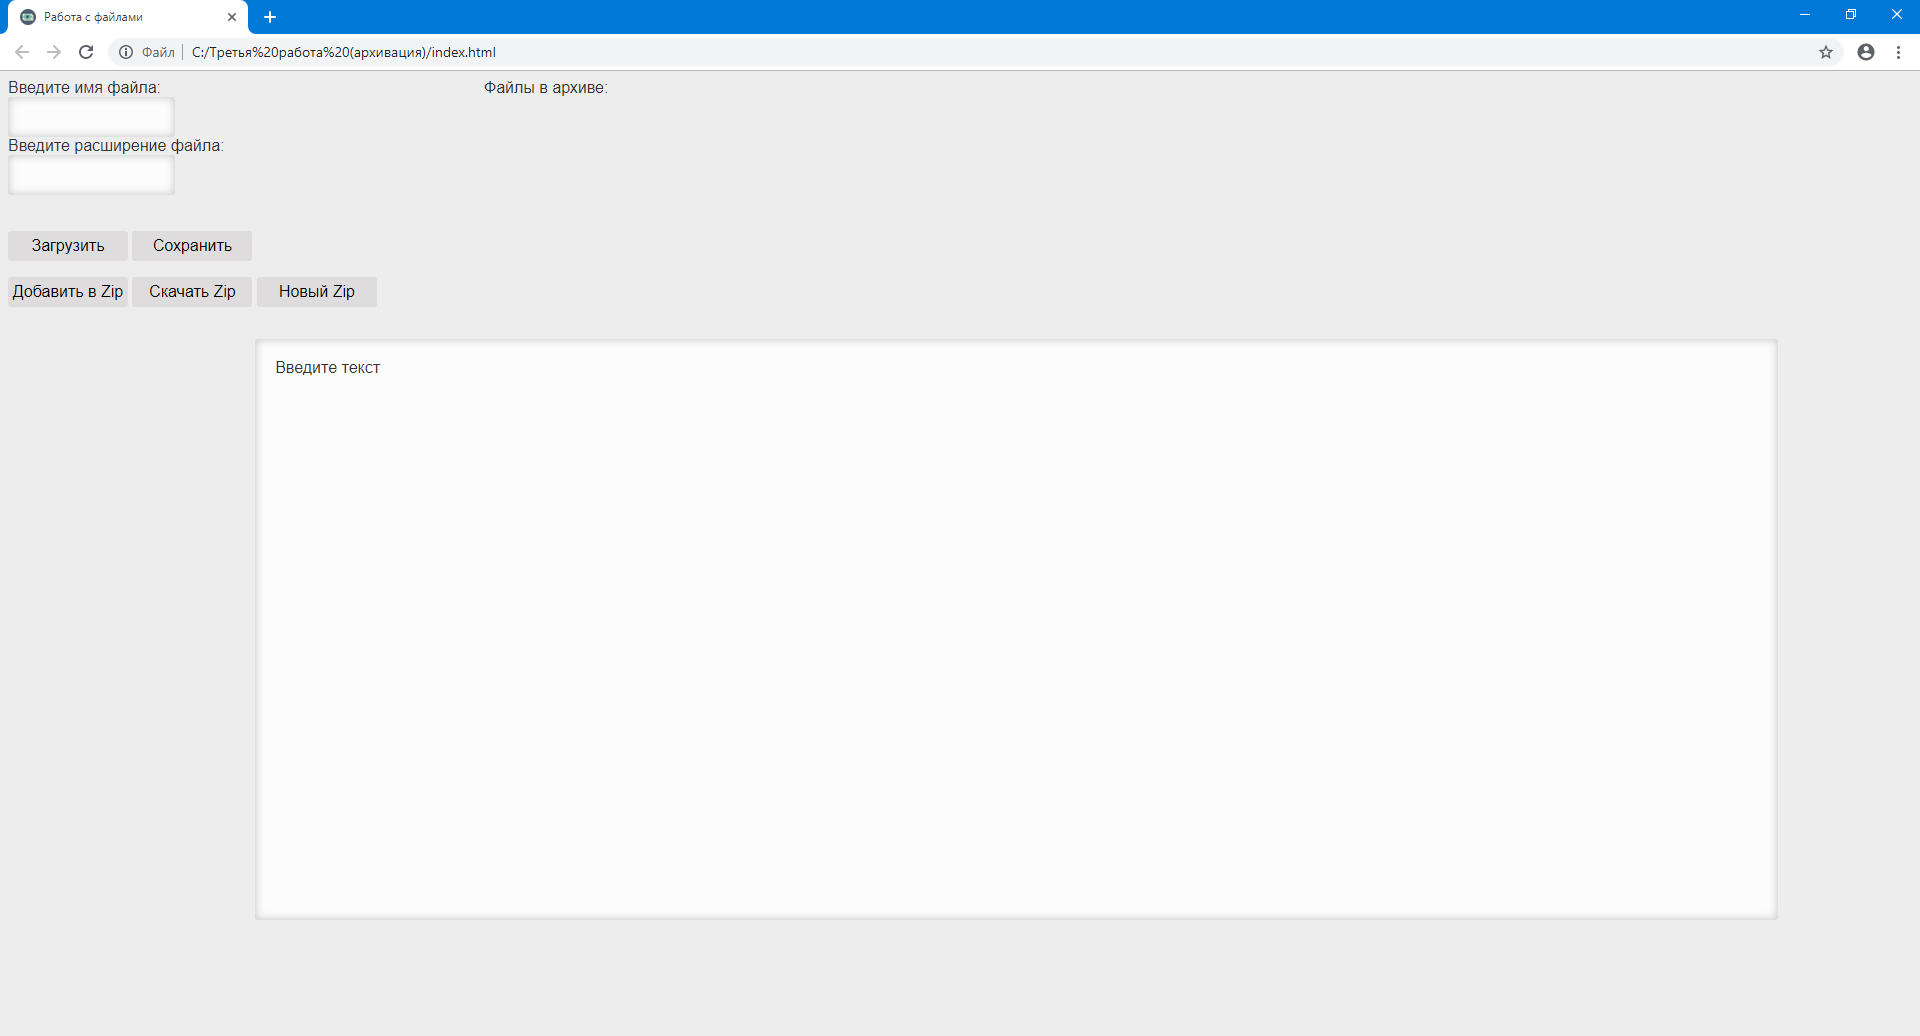 Работа с файлами
Файл C:/Третья%20работа%20(архивация)/index.html
Введите имя файла:
Файлы в архиве:
Введите расширение файла:
Загрузить Сохранить
Добавить в Zip Скачать Zip Новый Zip
Введите текст